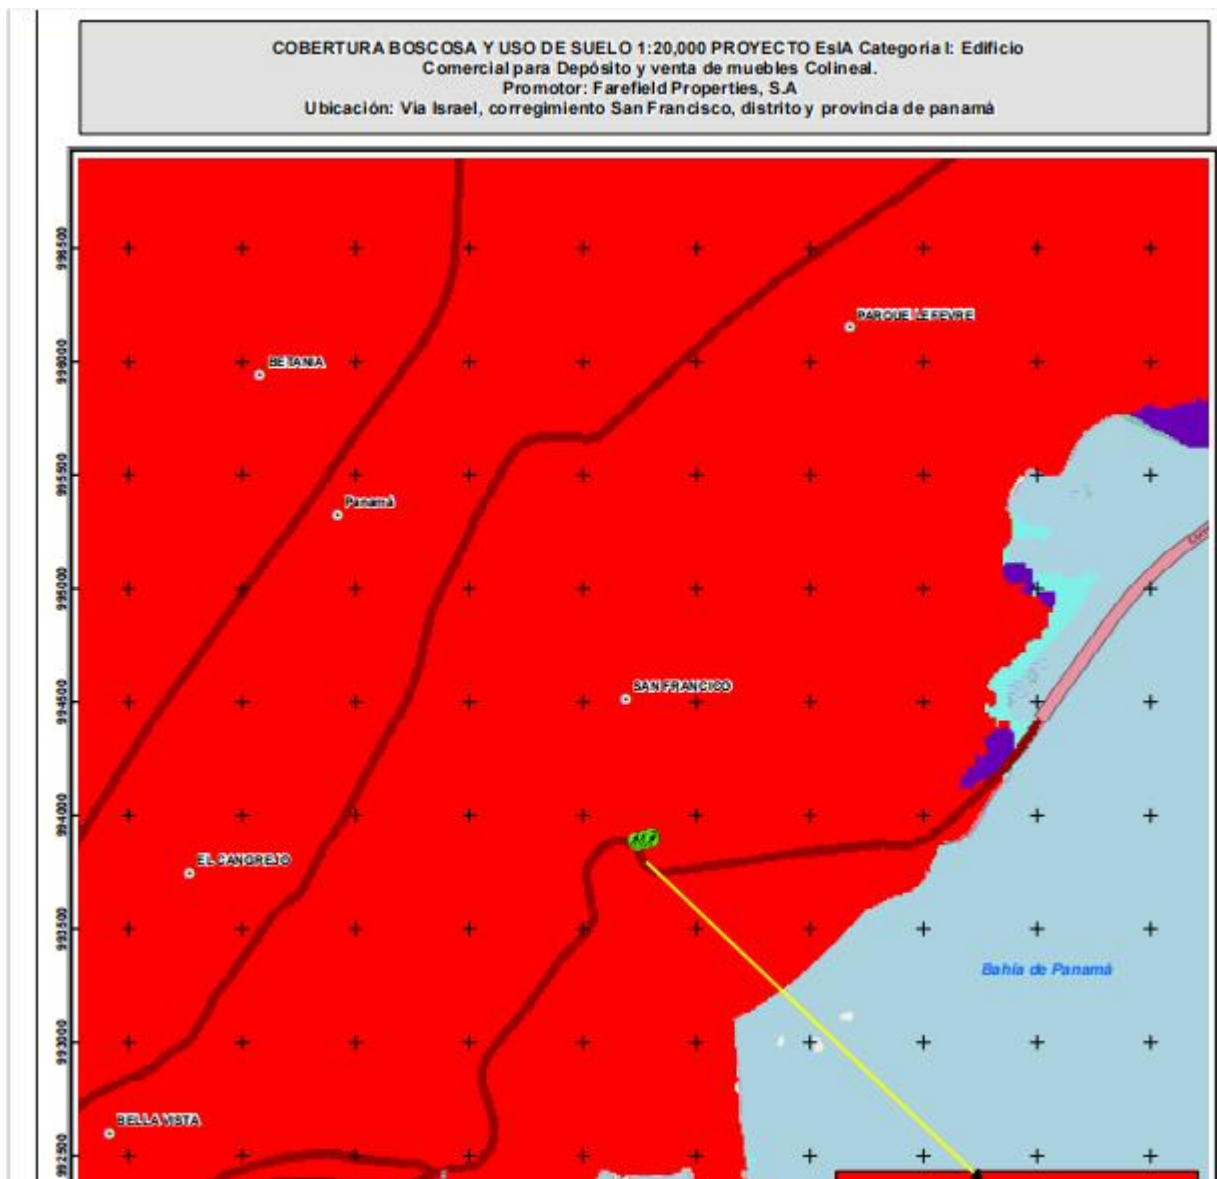 COBERTURA BOSCOSA Y USO DE SUELO 1:20,000 PROYECTO EsIA Categoria I: Edificio
Comercial para Depósito y venta de muebles Colineal.
Promotor: Farefield Properties, S.A
Ubicación: Via Israel, corregimiento San Francisco, distrito y provincia de panamá
996500
PARQUE LEFEVRE
996000
BETANIA
995500
Panamá
995000
SAN FRANCICO
994500
994000
EL CANGREJO
993500
Bahía de Panamá
993000
BELLA VISTA
992500